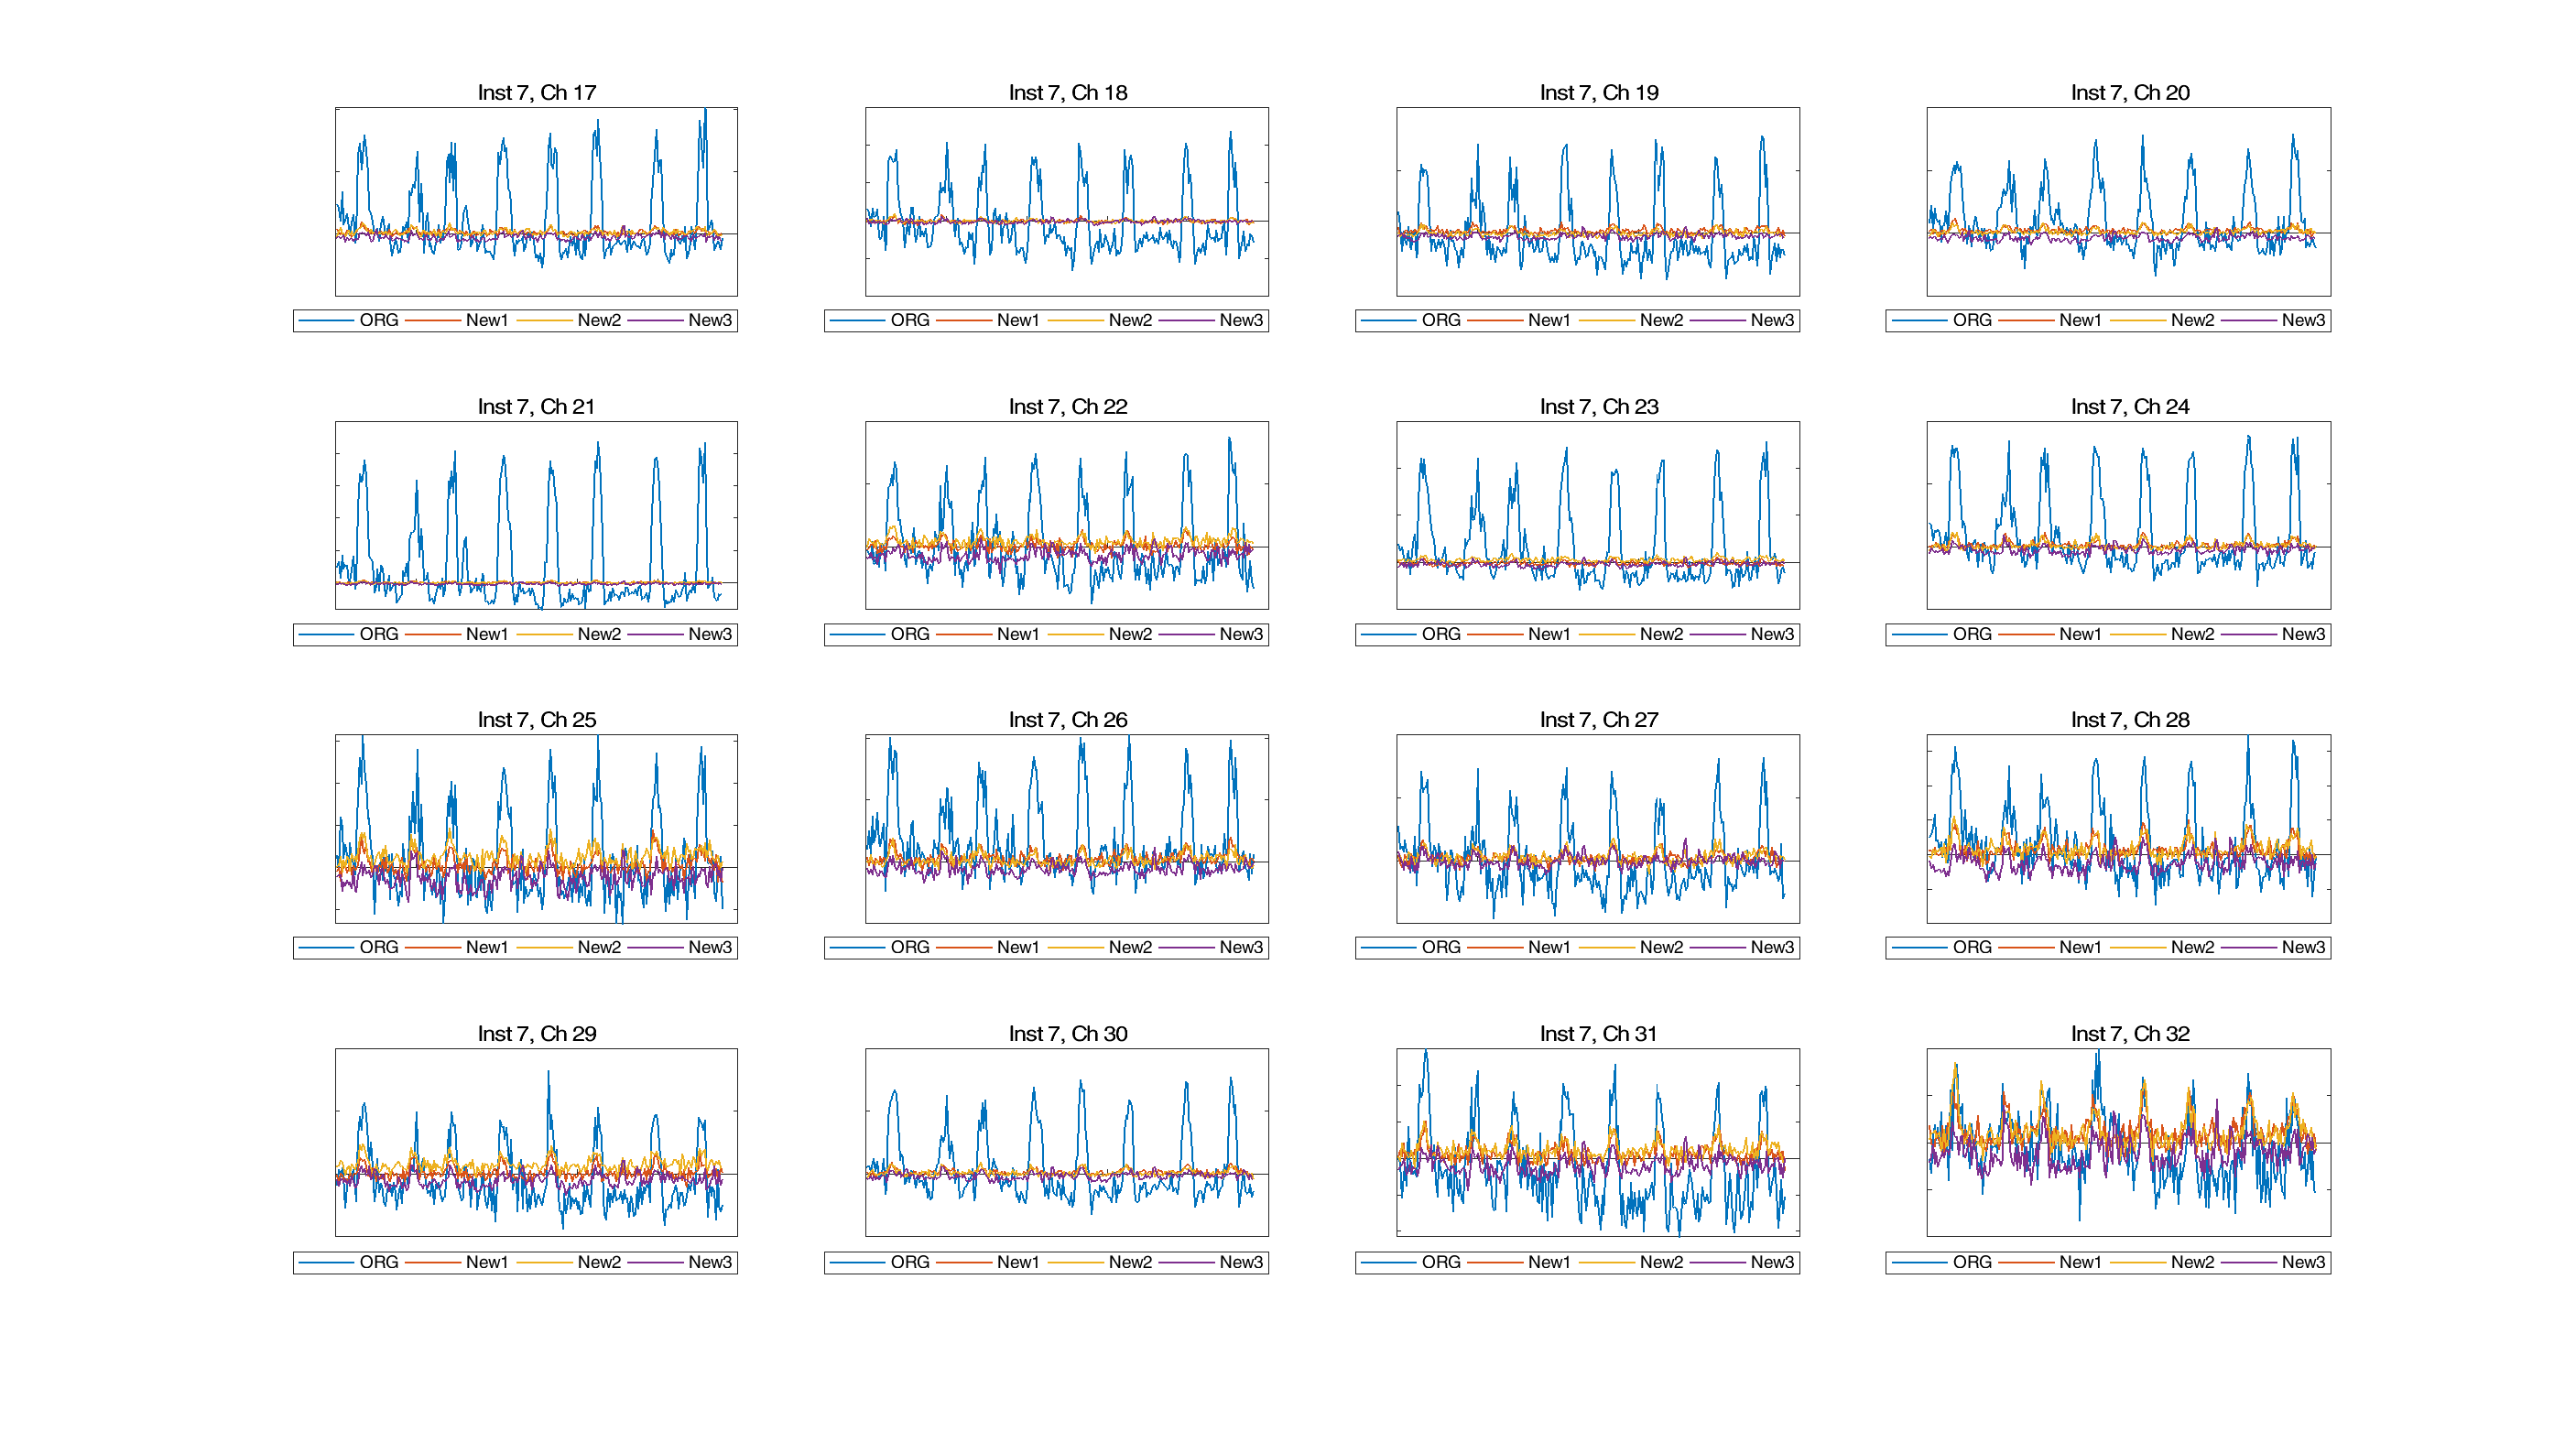 Inst 7, Ch 17
Inst 7, Ch 18
Inst 7, Ch 19
Inst 7, Ch 20
ORG New1 New2 New3
ORG New1 New2 New3
ORG New1 New2 New3
ORG New1 New2 New3
Inst 7, Ch 21
Inst 7, Ch 22
Inst 7, Ch 23
Inst 7, Ch 24
ORG New1 New2 New3
ORG New1 New2 New3
ORG New1 New2 New3
ORG New1 New2 New3
Inst 7, Ch 25
Inst 7, Ch 26
Inst 7, Ch 27
Inst 7, Ch 28
ORG New1 New2 New3
ORG New1 New2 New3
ORG New1 New2 New3
ORG New1 New2 New3
Inst 7, Ch 29
Inst 7, Ch 30
Inst 7, Ch 31
Inst 7, Ch 32
ORG New1 New2 New3
ORG New1 New2 New3
ORG New1 New2 New3
ORG New1 New2 New3